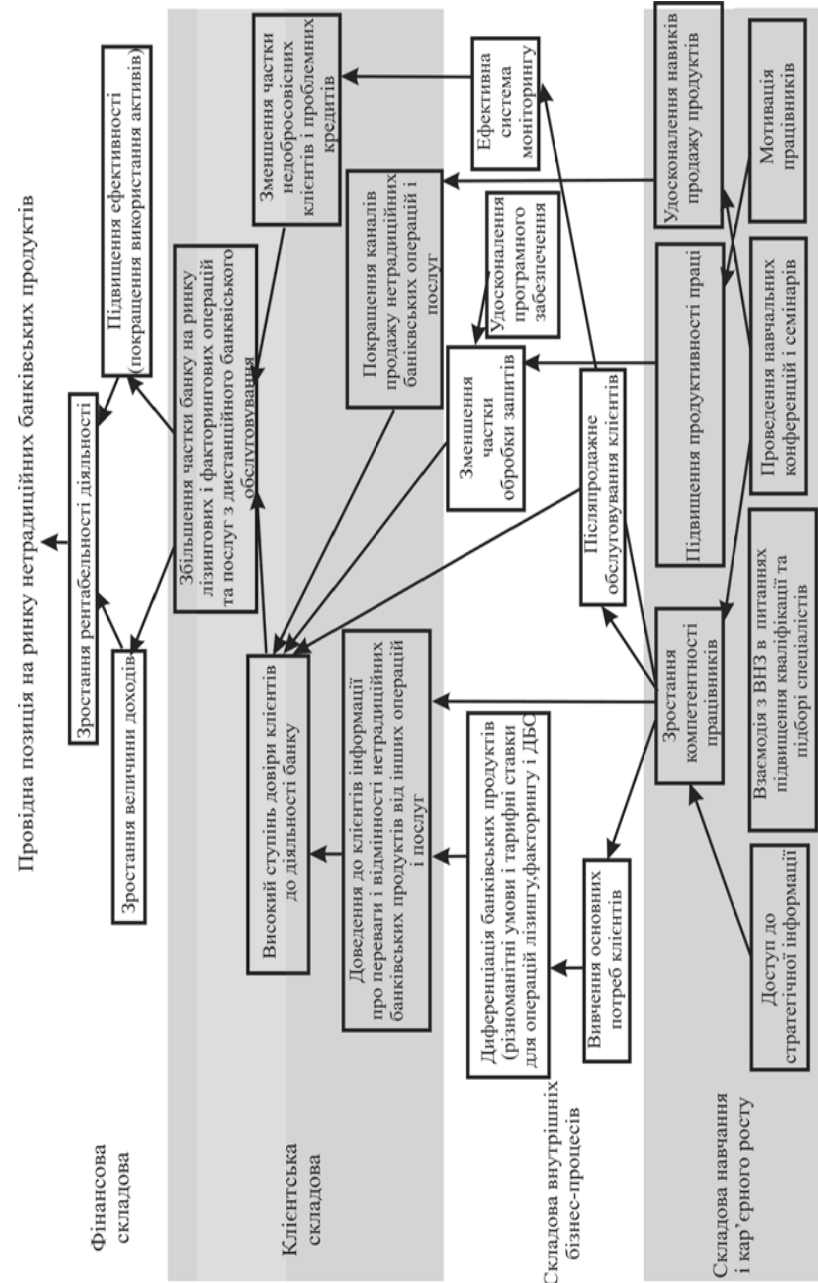 Провідна позиція на ринку нетрадиційних банківських продуктів
Фінансова
складова
Зростання рентабельності діяльності
Зростання величини доходів
Підвищення ефективності
(покращення використання активів)
Клієнтська
складова
Збільшення частки банку на ринку
лізингових і факторингових операцій
та послуг з дистанційного банквіського
обслуговування
Високий ступінь довіри клієнтів
до діяльності банку
Зменшення частки
недобросовісних
клієнтів і проблемних
кредитів
Доведення до клієнтів інформації
про переваги і відмінності нетрадиційних
банківських продуктів від інших операцій
і послуг
Покращення каналів
продажу нетрадиційних
баніквських операцій і
послуг
Складова внутрішніх
бізнес-процесів
Диференціація банківських продуктів
(різноманітні умови і тарифні ставки
для операцій лізингу,факторингу і ДБО
Зменшення
частки
обробки запитів
Удосконалення
програмного
забезпечення
Ефективна
система
моніторингу
Вивчення основних
потреб клієнтів
Післяпродажне
обслуговування клієнтів
Складова навчання
і кар’єрного росту
Зростання
компетентності
працівників
Підвищення продуктивності праці
Удосконалення навиків
продажу продуктів
Доступ до
стратегічної інформації
Взаємодія з ВНЗ в питаннях
підвищення кваліфікації та
підборі спеціалістів
Проведення навчальних
конференцій і семінарів
Мотивація
працівників